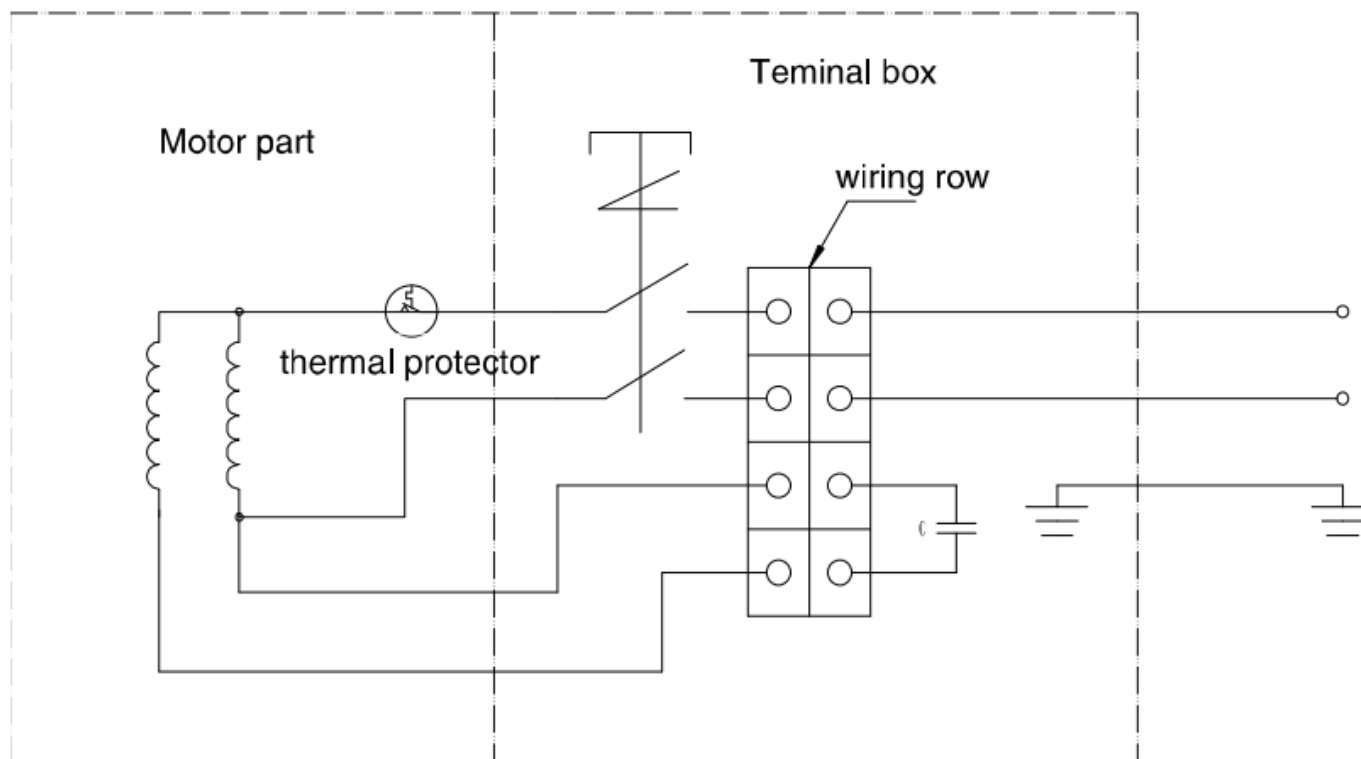 Teminal box
Motor part
wiring row
thermal protector
C